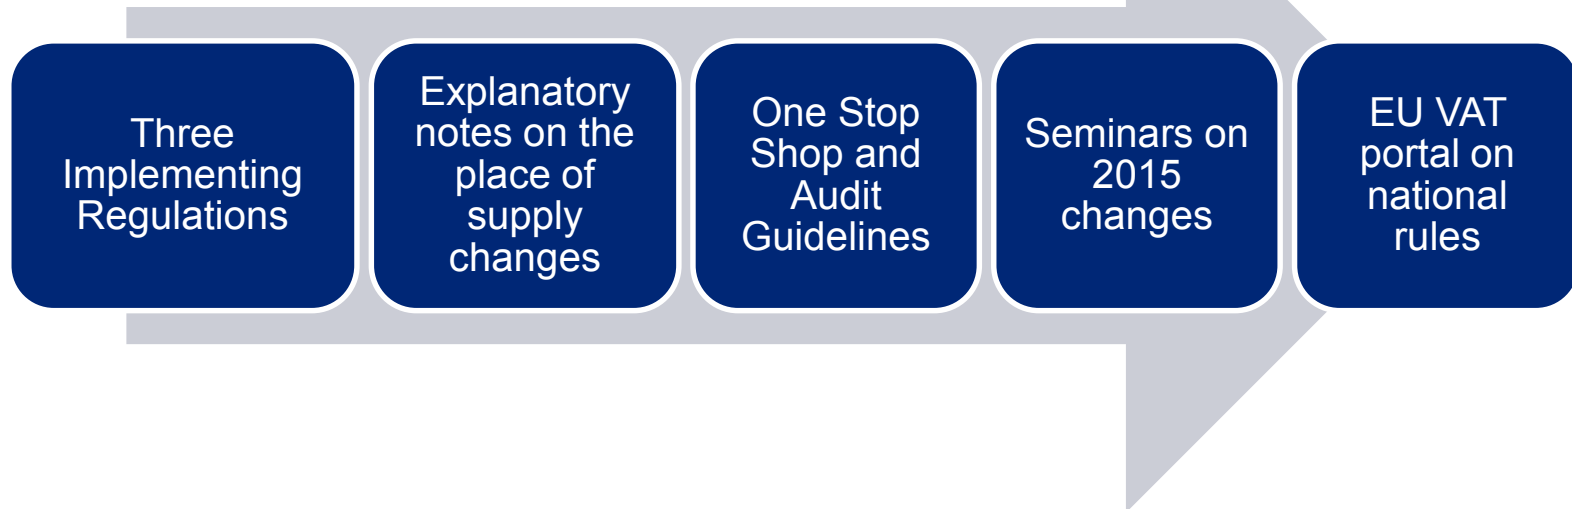 Three
Implementing
Regulations
Explanatory
notes on the
place of
supply
changes
One Stop
Shop and
Audit
Guidelines
Seminars on
2015
changes
EU VAT
portal on
national
rules